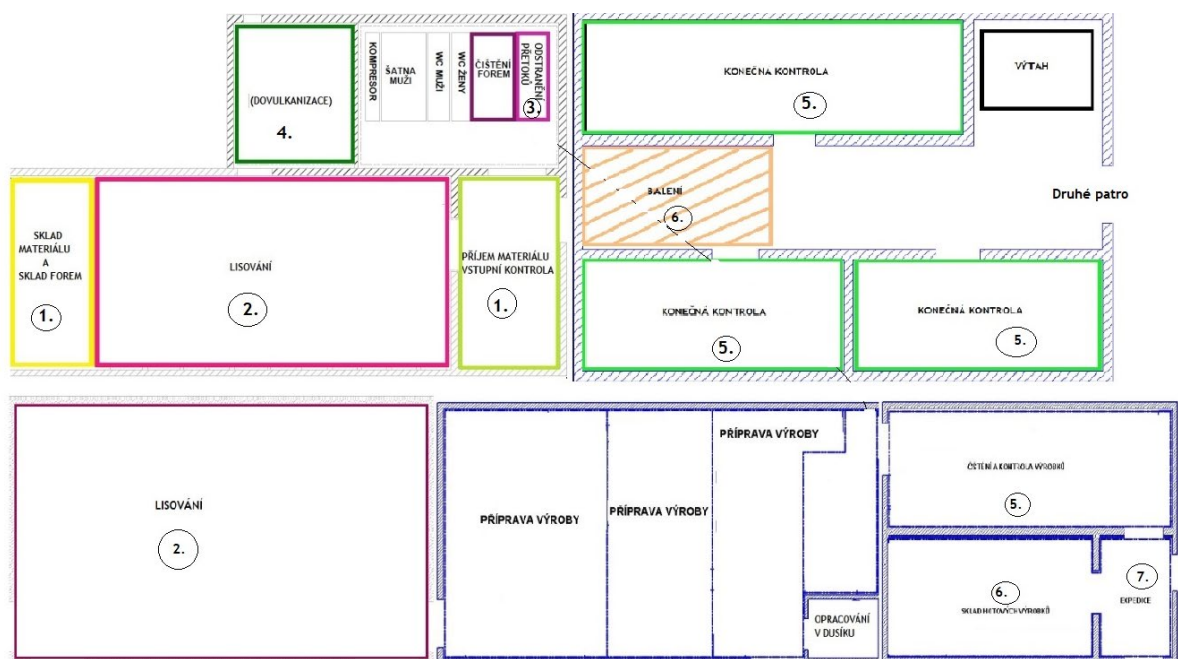 (DOVULKANIZACE)
4.
KOMPRESOR
ŠATNA
MUŽI
WC MUŽI
WC ŽENY
ČIŠTĚNÍ
FOREM
ODSTRANĚNÍ
PŘETOKŮ
3.
KONEČNÁ KONTROLA
5.
VÝTAH
BALENÍ
6.
Druhé patro
SKLAD
MATERIÁLU
A
SKLAD FOREM
1.
LISOVÁNÍ
2.
PŘÍJEM MATERIÁLU
VSTUPNÍ KONTROLA
1.
KONEČNÁ KONTROLA
5.
KONEČNÁ KONTROLA
5.
LISOVÁNÍ
2.
PŘÍPRAVA VÝROBY
PŘÍPRAVA VÝROBY
PŘÍPRAVA VÝROBY
OPRACOVÁNÍ
V DUSÍKU
ČIŠTĚNÍ A KONTROLA VÝROBKŮ
5.
6.
SKLAD HOTOVÝCH VÝROBKŮ
7.
EXPEDICE